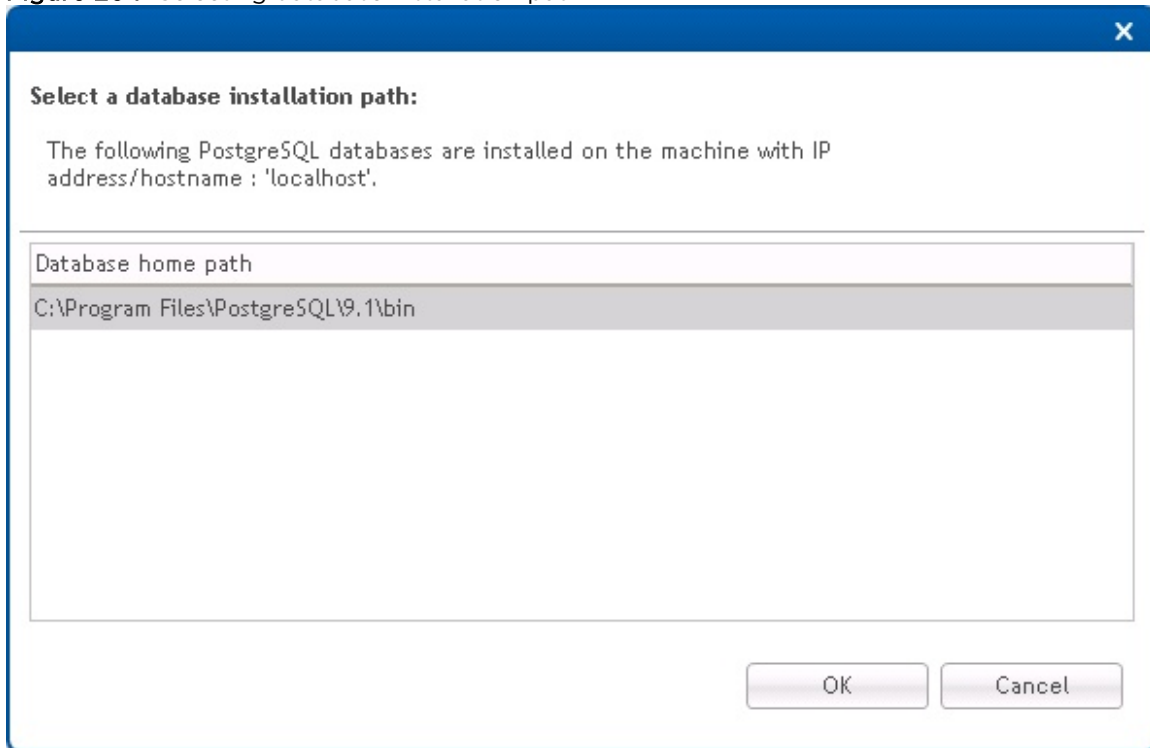 Select a database installation path:
The following PostgreSQL databases are installed on the machine with IP
address/hostname : 'localhost'.
Database home path
C:\Program Files\PostgreSQL\9.1\bin
OK
Cancel